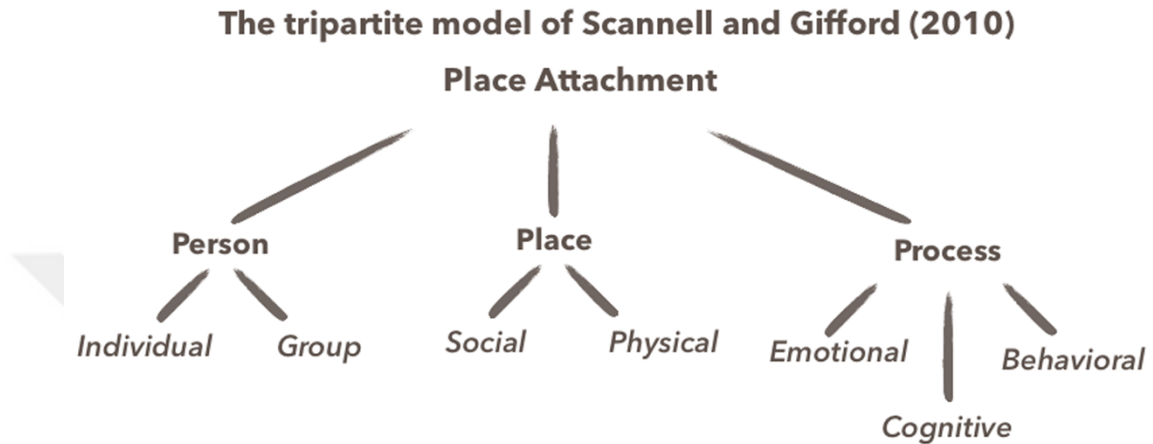 The tripartite model of Scannell and Gifford (2010)
Place Attachment
Person
Place
Process
Individual
Group
Social
Physical
Emotional
Cognitive
Behavioral